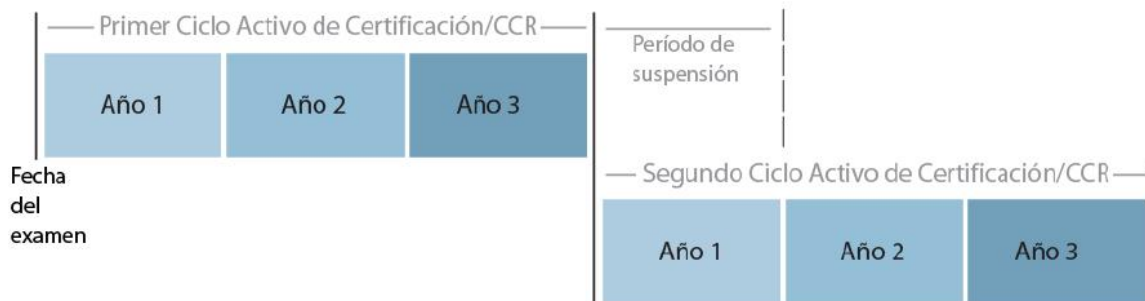 Primer Ciclo Activo de Certificación/CCR
Período de
suspensión
Año 1
Año 2
Año 3
Fecha
del
examen
Segundo Ciclo Activo de Certificación/CCR
Año 1
Año 2
Año 3